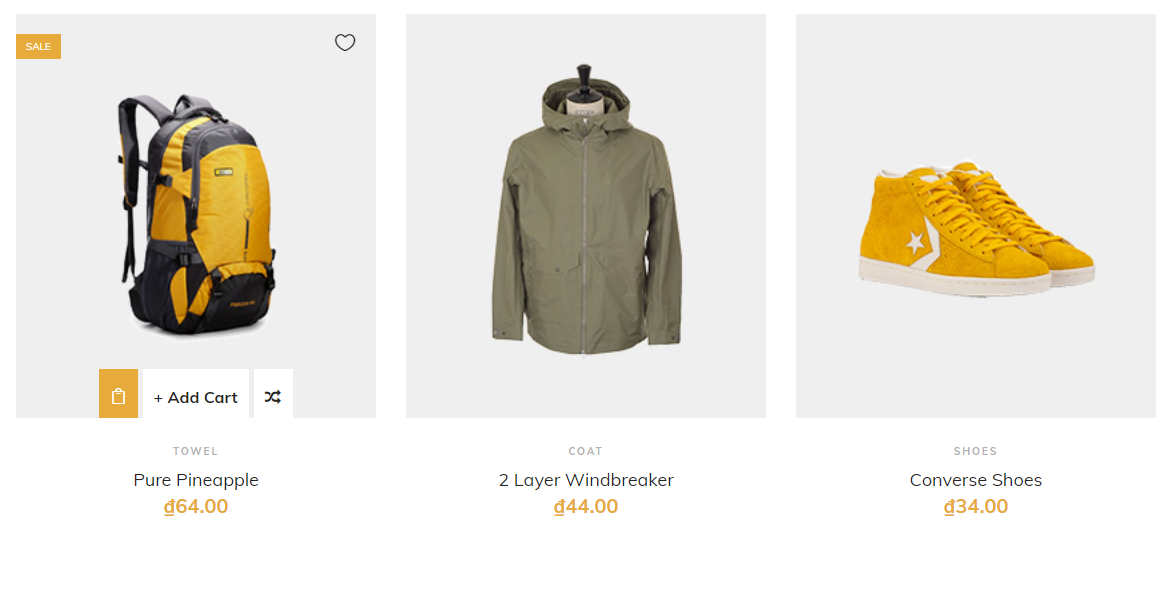 SALE
+ Add Cart
TOWEL
Pure Pineapple
₫64.00
COAT
2 Layer Windbreaker
₫44.00
SHOES
Converse Shoes
₫34.00